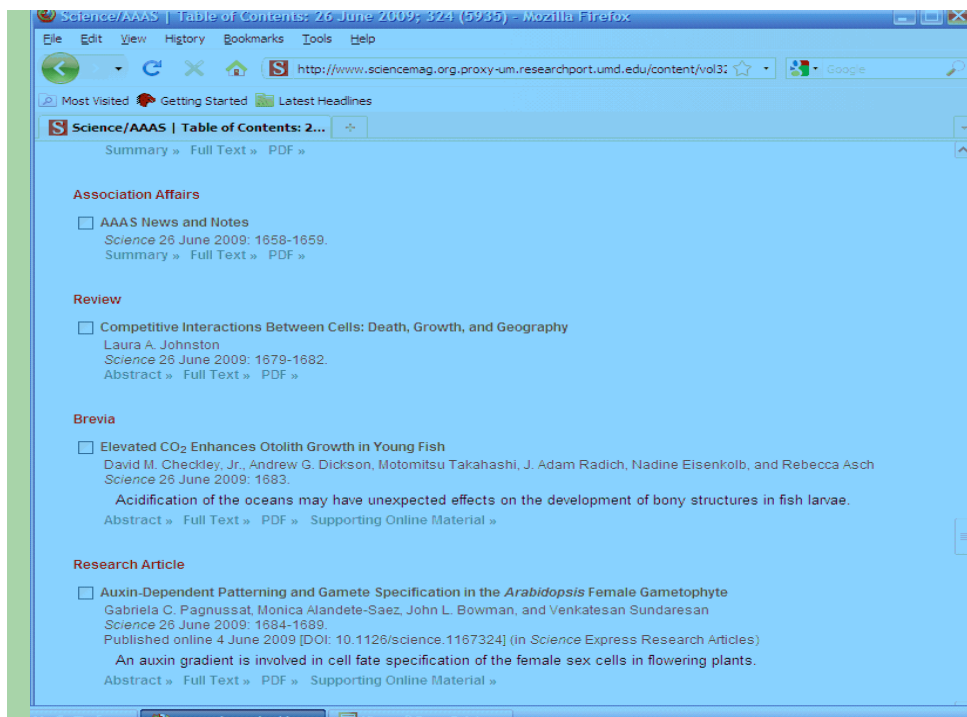 Science/AAAS | Table of Contents: 26 June 2009; 324 (5935) - Mozilla Firefox
File Edit View History Bookmarks Tools Help
S http://www.sciencemag.org.proxy-um.researchport.umd.edu/content/vol32 Google
Most Visited Getting Started Latest Headlines
S Science/AAAS | Table of Contents: 2...
Summary » Full Text » PDF »
Association Affairs
AAAS News and Notes
Science 26 June 2009: 1658-1659.
Summary » Full Text » PDF »
Review
Competitive Interactions Between Cells: Death, Growth, and Geography
Laura A. Johnston
Science 26 June 2009: 1679-1682.
Abstract » Full Text » PDF »
Brevia
Elevated CO₂ Enhances Otolith Growth in Young Fish
David M. Checkley, Jr., Andrew G. Dickson, Motomitsu Takahashi, J. Adam Radich, Nadine Eisenkolb, and Rebecca Asch
Science 26 June 2009: 1683.
Acidification of the oceans may have unexpected effects on the development of bony structures in fish larvae.
Abstract » Full Text » PDF » Supporting Online Material »
Research Article
Auxin-Dependent Patterning and Gamete Specification in the Arabidopsis Female Gametophyte
Gabriela C. Pagnussat, Monica Alandete-Saez, John L. Bowman, and Venkatesan Sundaresan
Science 26 June 2009: 1684-1689.
Published online 4 June 2009 [DOI: 10.1126/science.1167324] (in Science Express Research Articles)
An auxin gradient is involved in cell fate specification of the female sex cells in flowering plants.
Abstract » Full Text » PDF » Supporting Online Material »